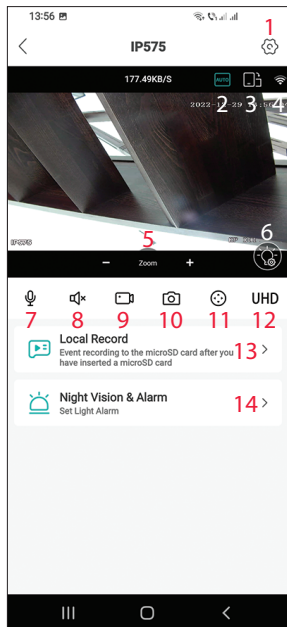 13:56
1
IP575
177.49KB/S
AUTO
2 3 4
2022-
-29
IP575
5
6
− Zoom +
UHD
7 8 9 10 11 12
Local Record
Event recording to the microSD card after you
have inserted a microSD card
13
Night Vision & Alarm
Set Light Alarm
14